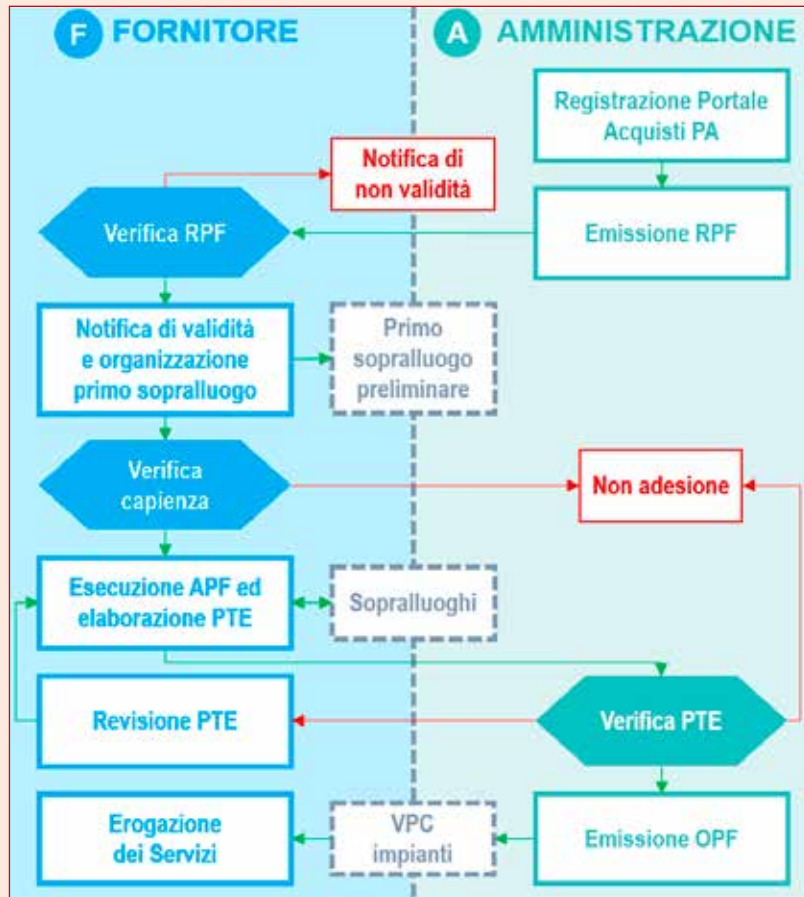 F FORNITORE
A AMMINISTRAZIONE
Registrazione Portale
Acquisti PA
Notifica di
non validità
Verifica RPF
Emissione RPF
Notifica di validità
e organizzazione
primo sopralluogo
Primo
sopralluogo
preliminare
Verifica
capienza
Non adesione
Esecuzione APF ed
elaborazione PTE
Sopralluoghi
Revisione PTE
Verifica PTE
Erogazione
dei Servizi
VPC
impianti
Emissione OPF